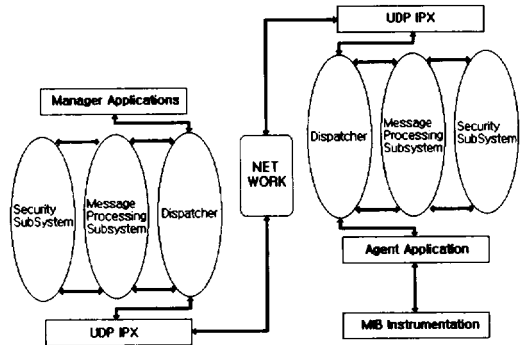 UDP IPX
Manager Applications
Security
SubSystem
Message
Processing
Subsystem
Dispatcher
UDP IPX
NET
WORK
Dispatcher
Message
Processing
Subsystem
Security
SubSystem
Agent Application
MIB Instrumentation